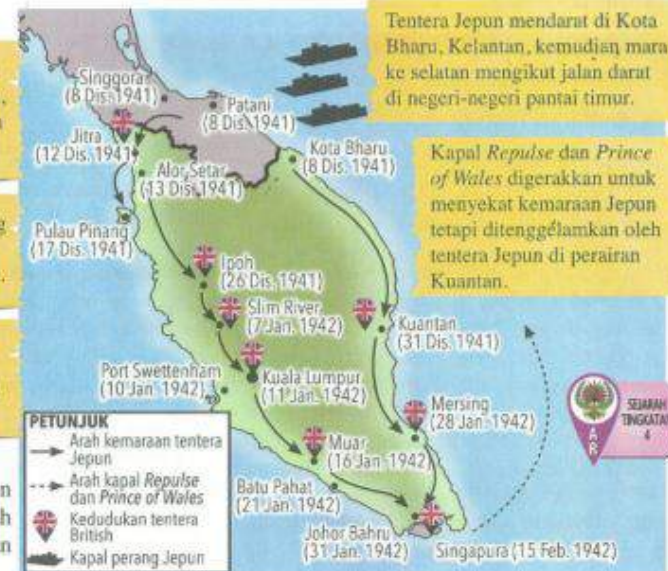 Tentera Jepun mendarat di Kota
Bharu, Kelantan, kemudian mara
ke selatan mengikut jalan darat
di negeri-negeri pantai timur.
Kapal Repulse dan Prince
of Wales digerakkan untuk
menyekat kemaraan Jepun
tetapi ditenggelamkan oleh
tentera Jepun di perairan
Kuantan.
Singgora
(8 Dis. 1941)
Patani
(8 Dis. 1941)
Jitra
(12 Dis. 1941
Alor Setar
(13 Dis. 1941)
Kota Bharu
(8 Dis. 1941)
Pulau Pinang
(17 Dis. 1941)
Ipoh
(26 Dis. 1941)
Slim River
(7 Jan. 1942)
Kuantan
(31 Dis. 1941)
Port Swettenham
(10 Jan. 1942)
Kuala Lumpur
(11 Jan. 1942)
Mersing
(28 Jan. 1942)
Muar
(16 Jan. 1942)
Batu Pahat
(21 Jan. 1942)
Johor Bahru
(31 Jan. 1942)
Singapura (15 Feb. 1942)
PETUNJUK
Arah kemaraan tentera
Jepun
Arah kapal Repulse
dan Prince of Wales
Kedudukan tentera
British
Kapal perang Jepun
AR
SEJARAH
TINGKATAN
4